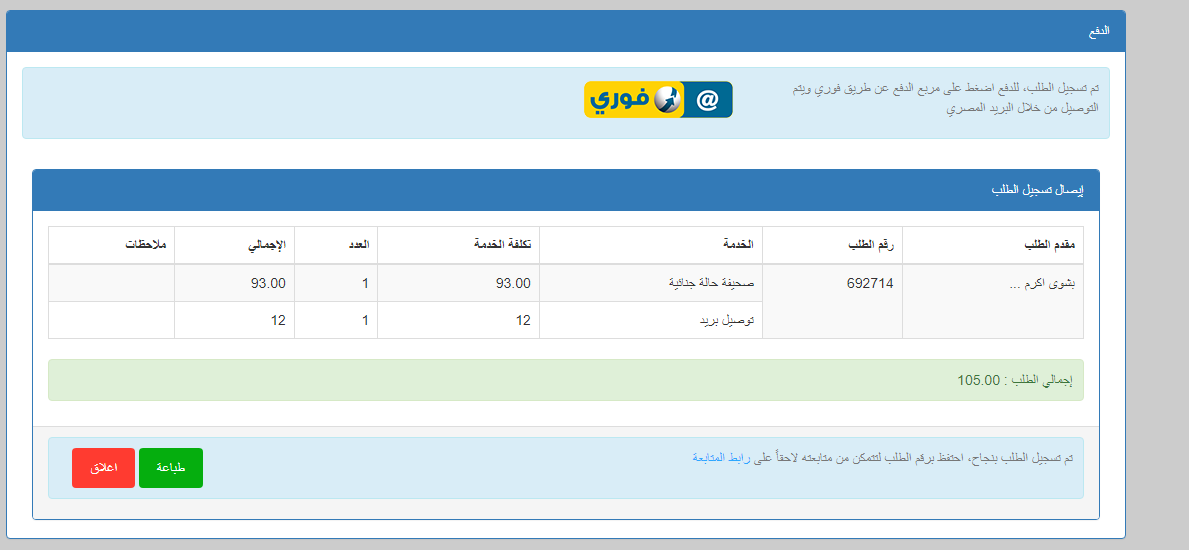 الدفع
تم تسجيل الطلب، للدفع اضغط على مربع الدفع عن طريق فوري ويتم
التوصيل من خلال البريد المصري
@ فوري
إيصال تسجيل الطلب
مقدم الطلب رقم الطلب الخدمة تكلفة الخدمة العدد الإجمالي ملاحظات
بشوى اكرم ... 692714 صحيفة حالة جنائية 93.00 1 93.00
توصيل بريد 12 1 12
إجمالي الطلب : 105.00
تم تسجيل الطلب بنجاح، احتفظ برقم الطلب لتتمكن من متابعته لاحقاً على رابط المتابعة
طباعة اغلاق